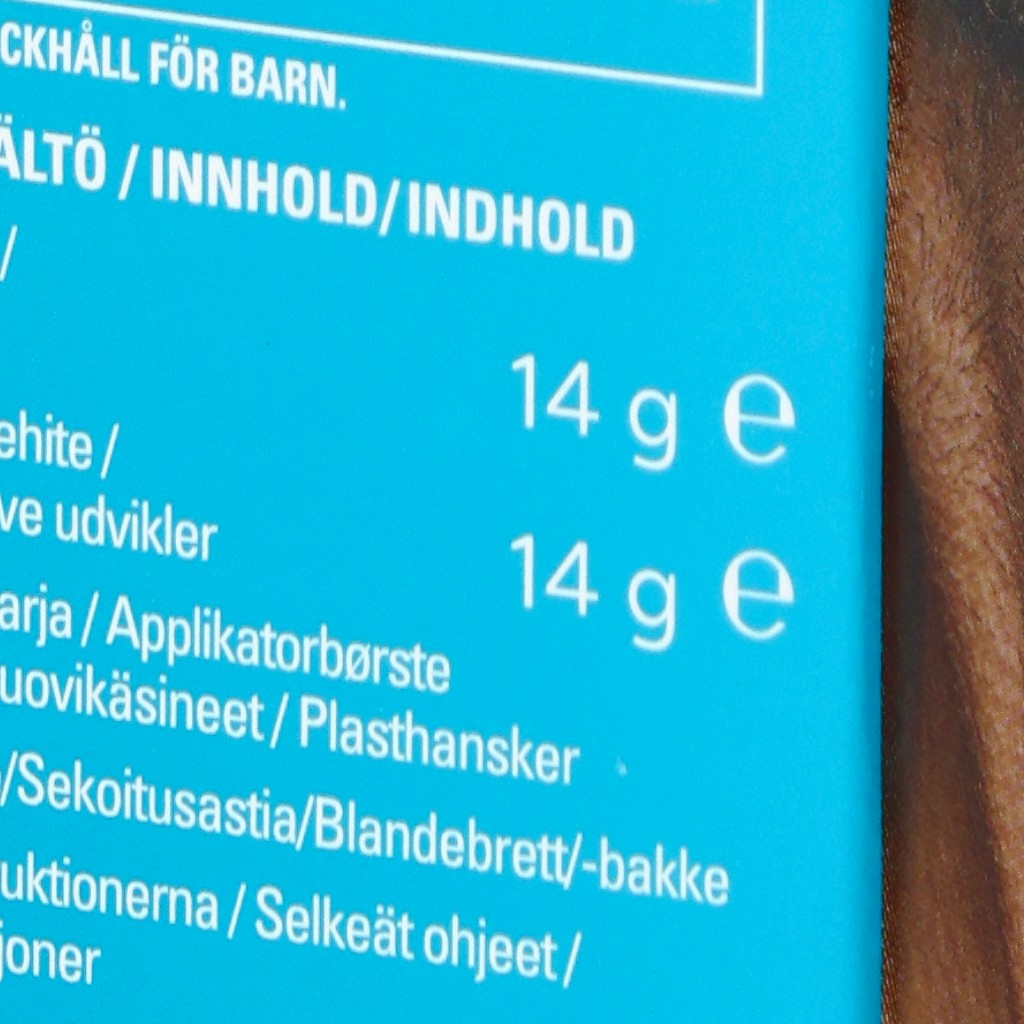 CKHÅLL FÖR BARN.
ÄLTÖ / INNHOLD/INDHOLD
/
14 g e
ehite /
ve udvikler
14 g e
arja / Applikatorbørste
uovikäsineet / Plasthansker
/Sekoitusastia/Blandebrett/-bakke
uktionerna / Selkeät ohjeet /
joner